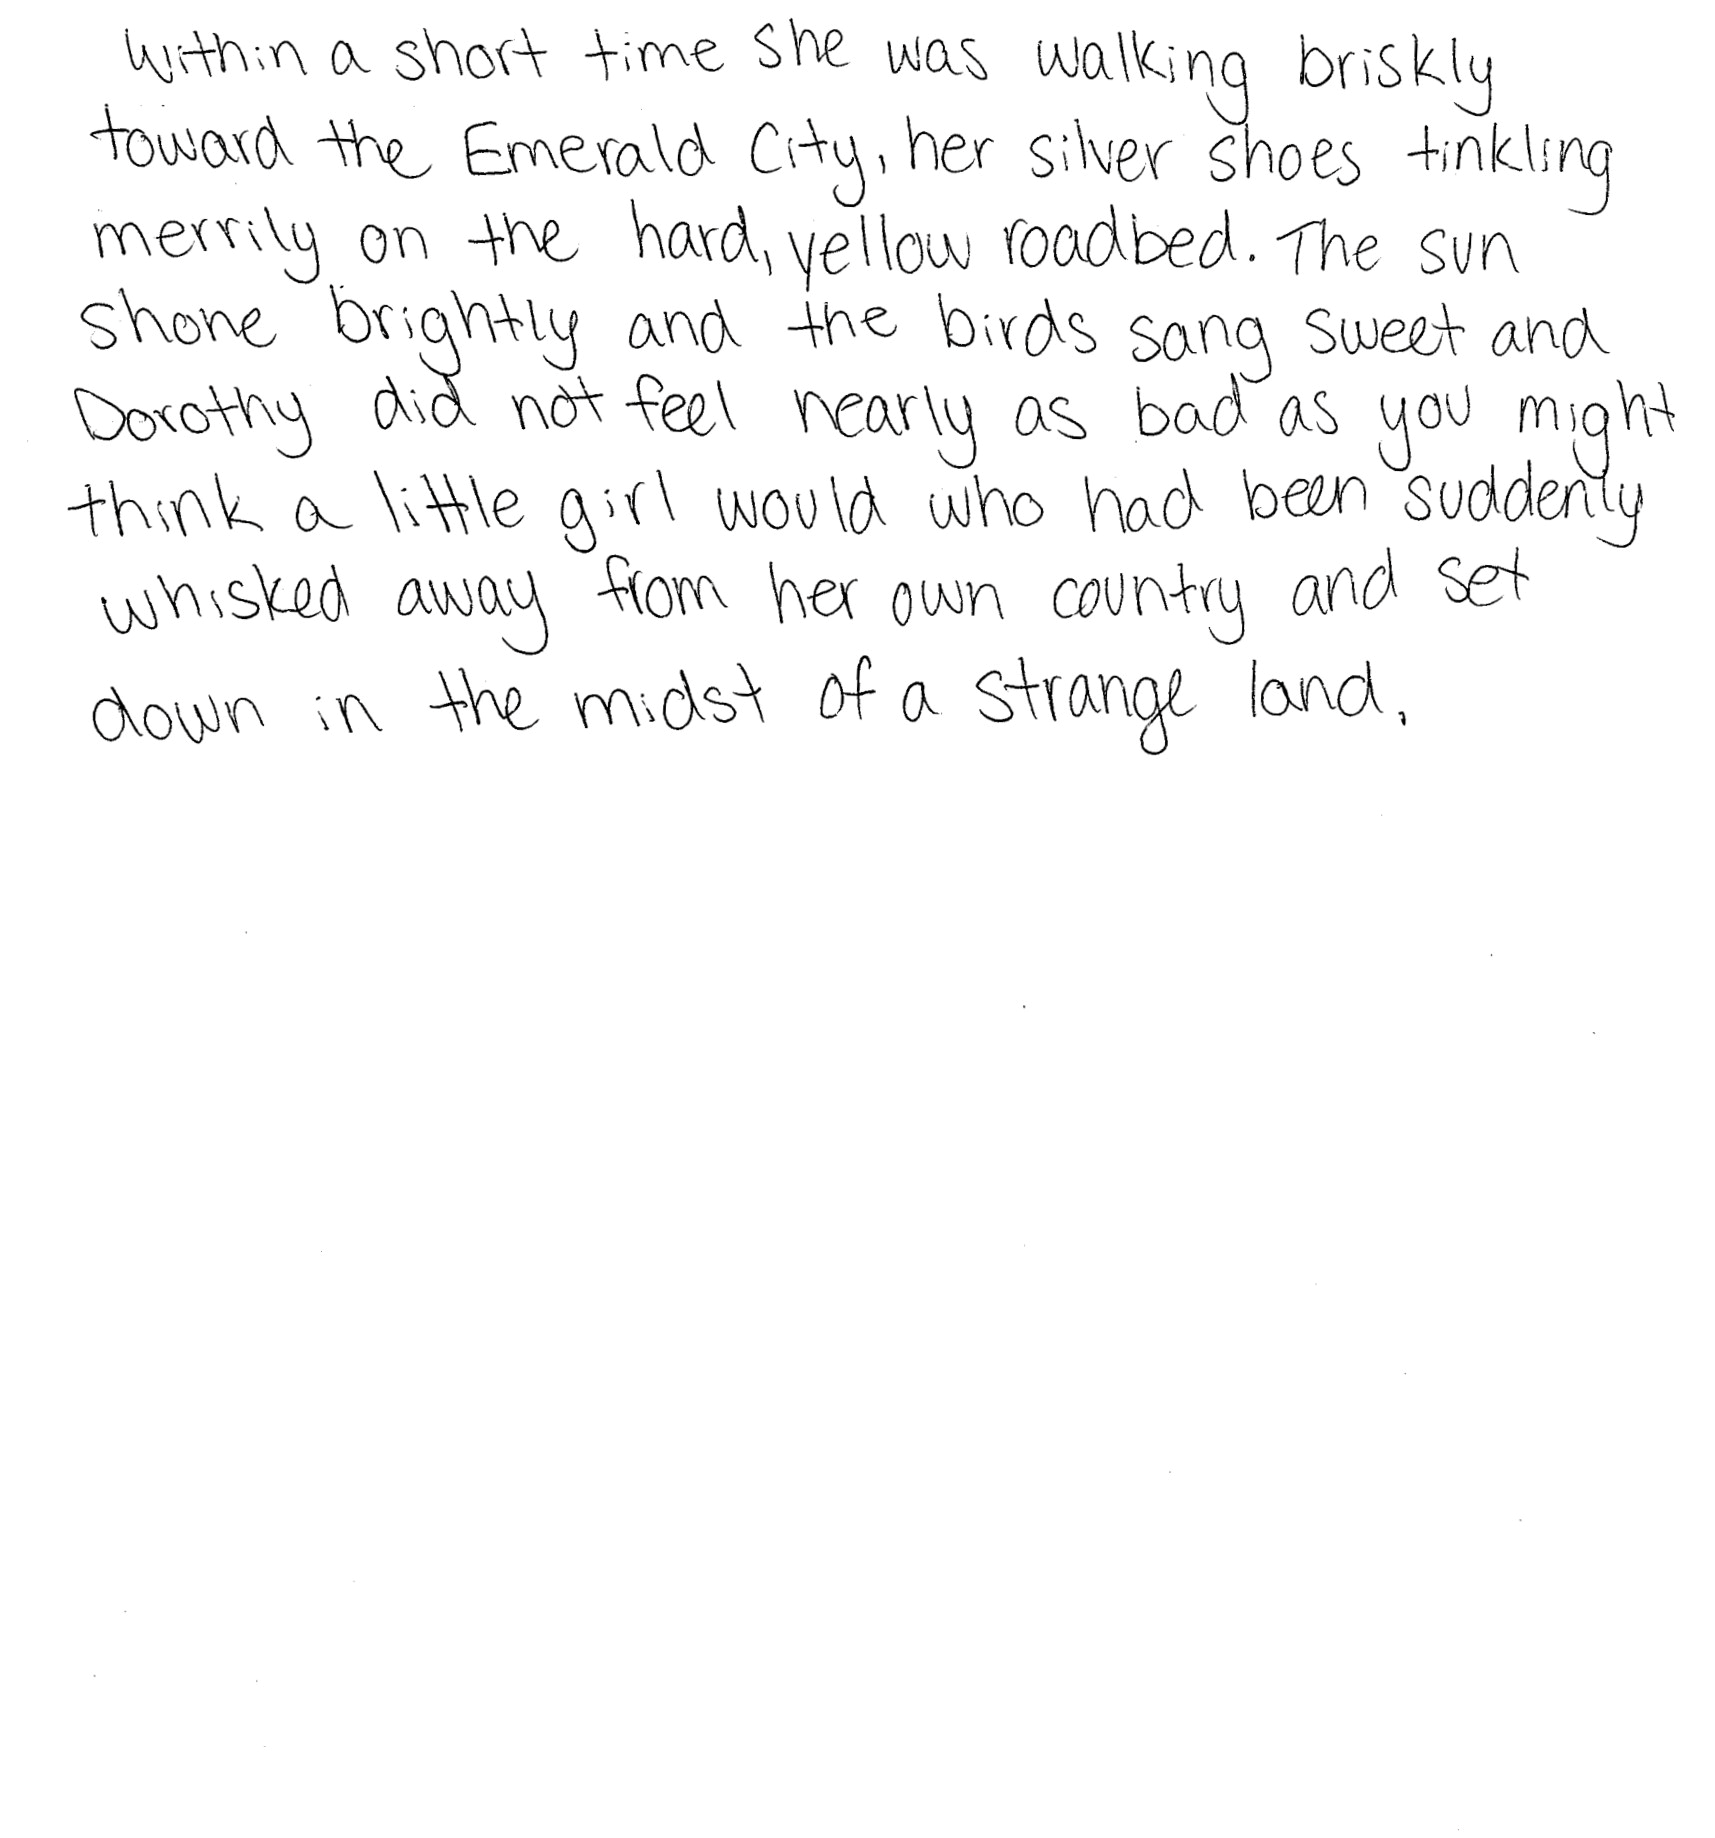 Within a short time she was walking briskly
toward the Emerald City, her silver shoes tinkling
merrily on the hard, yellow roadbed. The sun
shone brightly and the birds sang sweet and
Dorothy did not feel nearly as bad as you might
think a little girl would who had been suddenly
whisked away from her own country and set
down in the midst of a strange land.